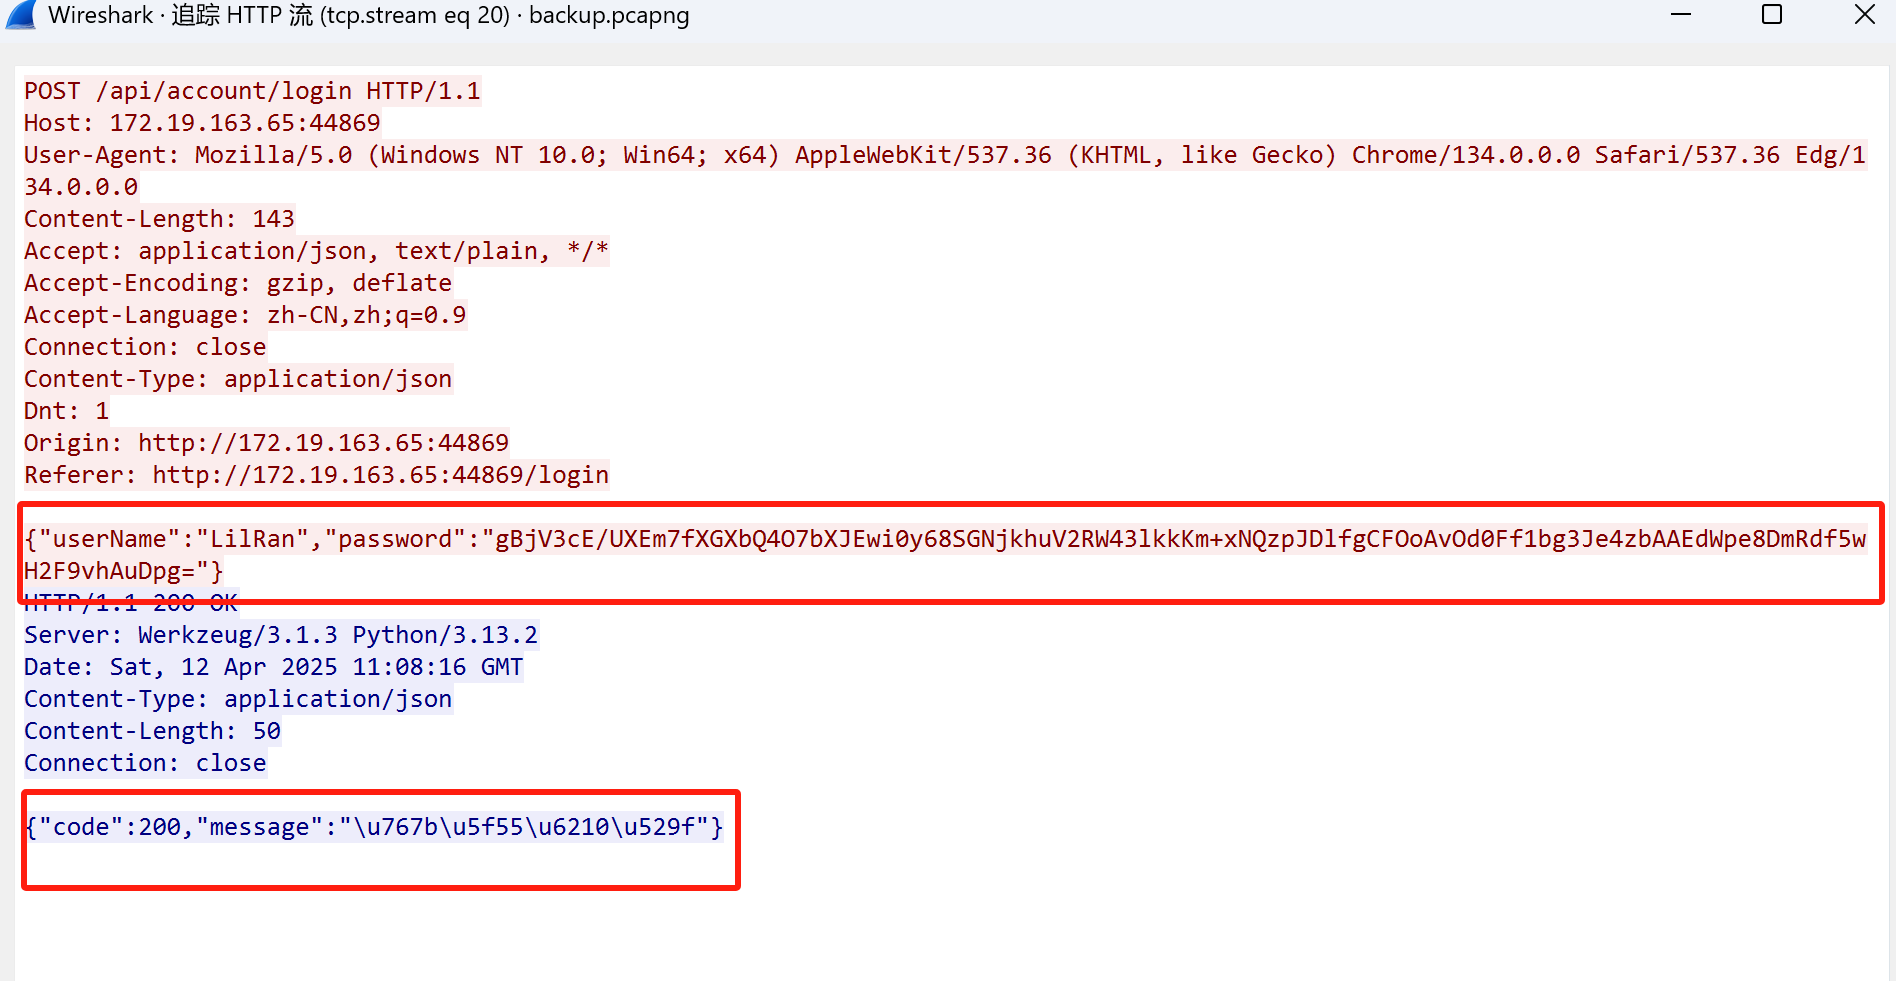 Wireshark · 追踪 HTTP 流 (tcp.stream eq 20) · backup.pcapng
POST /api/account/login HTTP/1.1
Host: 172.19.163.65:44869
User-Agent: Mozilla/5.0 (Windows NT 10.0; Win64; x64) AppleWebKit/537.36 (KHTML, like Gecko) Chrome/134.0.0.0 Safari/537.36 Edg/1
34.0.0.0
Content-Length: 143
Accept: application/json, text/plain, */*
Accept-Encoding: gzip, deflate
Accept-Language: zh-CN,zh;q=0.9
Connection: close
Content-Type: application/json
Dnt: 1
Origin: http://172.19.163.65:44869
Referer: http://172.19.163.65:44869/login
{"userName":"LilRan","password":"gBjV3cE/UXEm7fXGXbQ4O7bXJEwi0y68SGNjkhuV2RW43lkkKm+xNQzpJDlfgCFOoAvOd0Ff1bg3Je4zbAAEdWpe8DmRdf5w
H2F9vhAuDpg="}
HTTP/1.1 200 OK
Server: Werkzeug/3.1.3 Python/3.13.2
Date: Sat, 12 Apr 2025 11:08:16 GMT
Content-Type: application/json
Content-Length: 50
Connection: close
{"code":200,"message":"\u767b\u5f55\u6210\u529f"}